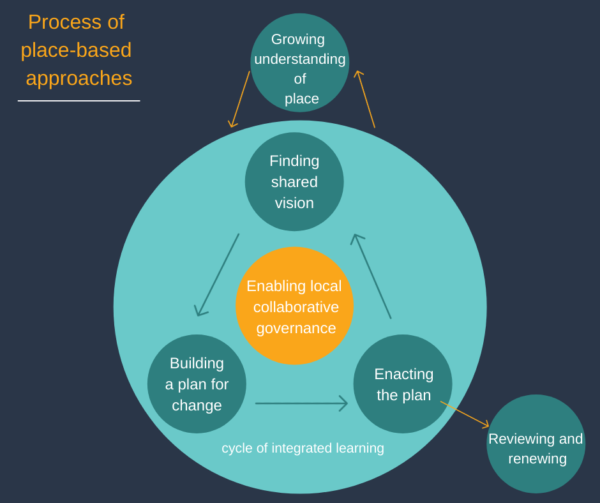 Process of
place-based
approaches
Growing
understanding
of
place
Finding
shared
vision
Enabling local
collaborative
governance
Building
a plan for
change
Enacting
the plan
cycle of integrated learning
Reviewing and
renewing